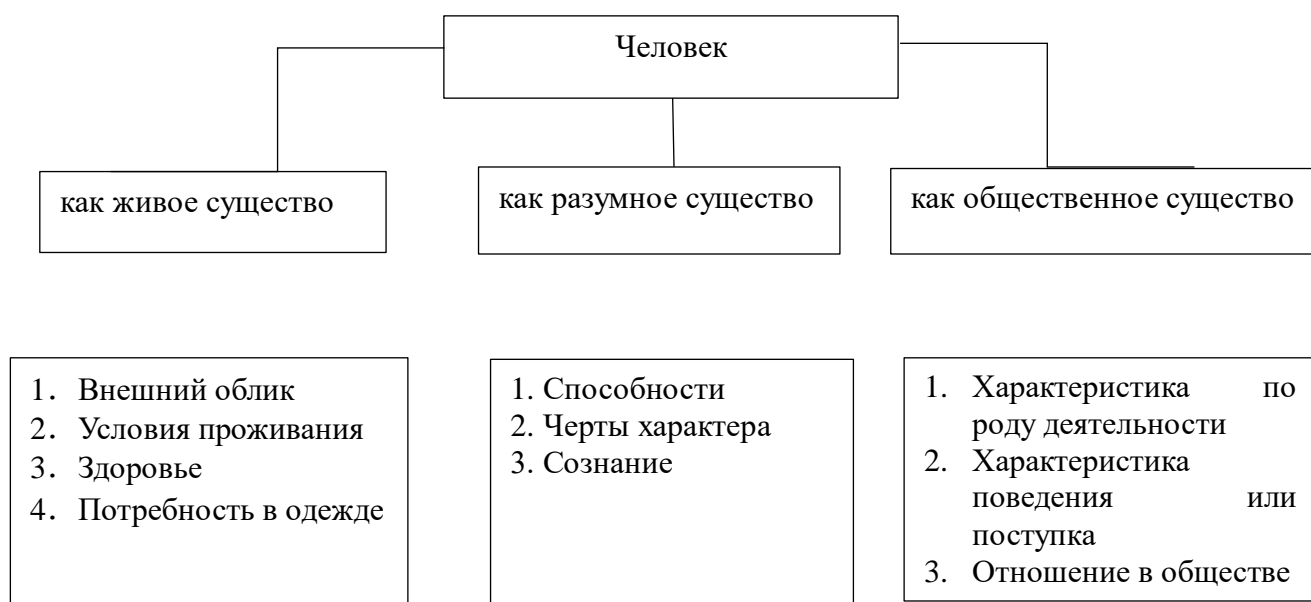 Человек
как живое существо
как разумное существо
как общественное существо
1. Внешний облик
2. Условия проживания
3. Здоровье
4. Потребность в одежде
1. Способности
2. Черты характера
3. Сознание
1. Характеристика по
роду деятельности
2. Характеристика
поведения или
поступка
3. Отношение в обществе